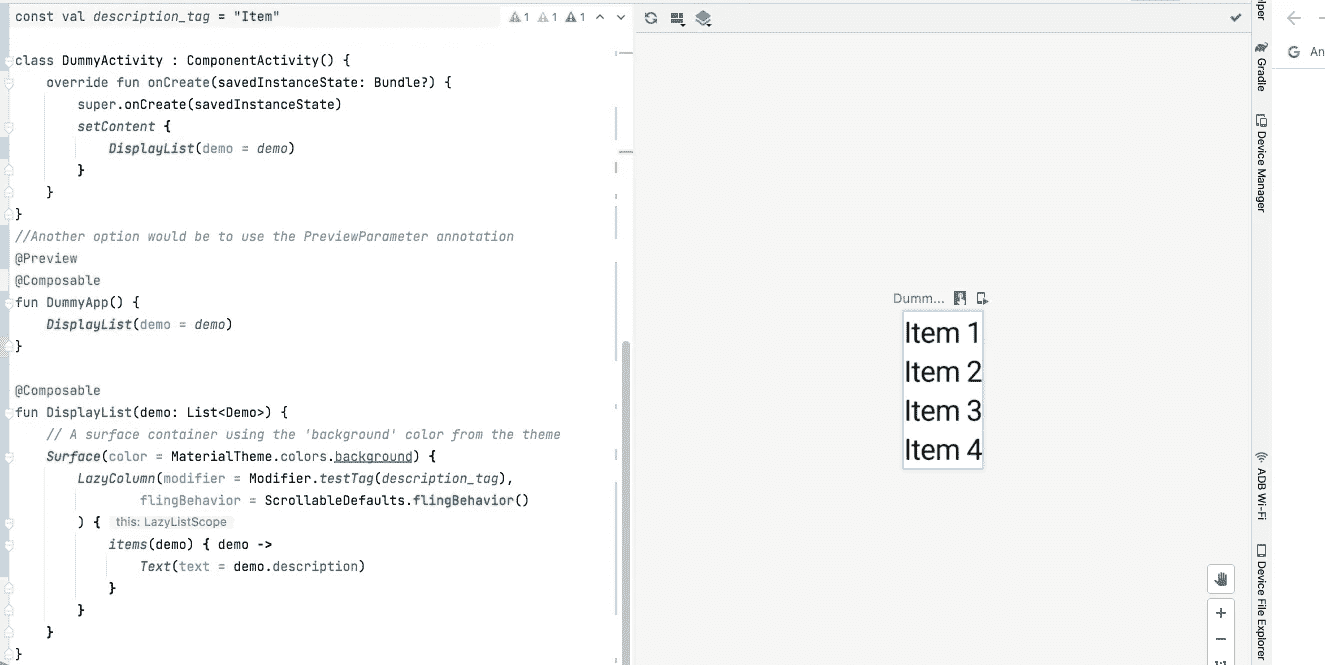 const val description_tag = "Item"
1 1 1
class DummyActivity : ComponentActivity() {
override fun onCreate(savedInstanceState: Bundle?) {
super.onCreate(savedInstanceState)
setContent {
DisplayList(demo = demo)
}
}
}
//Another option would be to use the PreviewParameter annotation
@Preview
@Composable
fun DummyApp() {
DisplayList(demo = demo)
}
@Composable
fun DisplayList(demo: List<Demo>) {
// A surface container using the 'background' color from the theme
Surface(color = MaterialTheme.colors.background) {
LazyColumn(modifier = Modifier.testTag(description_tag),
flingBehavior = ScrollableDefaults.flingBehavior()
) { this: LazyListScope
items(demo) { demo ->
Text(text = demo.description)
}
}
}
}
Dumm...
Item 1
Item 2
Item 3
Item 4
+
−
Gradle
Device Manager
ADB Wi-Fi
Device File Explorer
G An